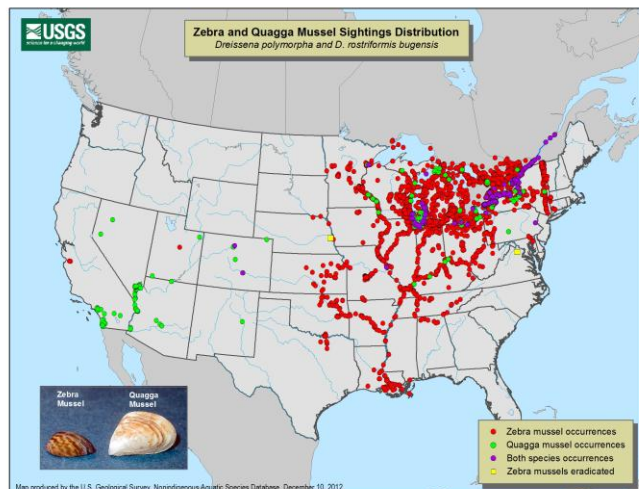 USGS
science for a changing world
Zebra and Quagga Mussel Sightings Distribution
Dreissena polymorpha and D. rostriformis bugensis
Zebra Mussel
Quagga Mussel
Zebra mussel occurrences
Quagga mussel occurrences
Both species occurrences
Zebra mussels eradicated
Map produced by the U.S. Geological Survey, Nonindigenous Aquatic Species Database, December 10, 2012.